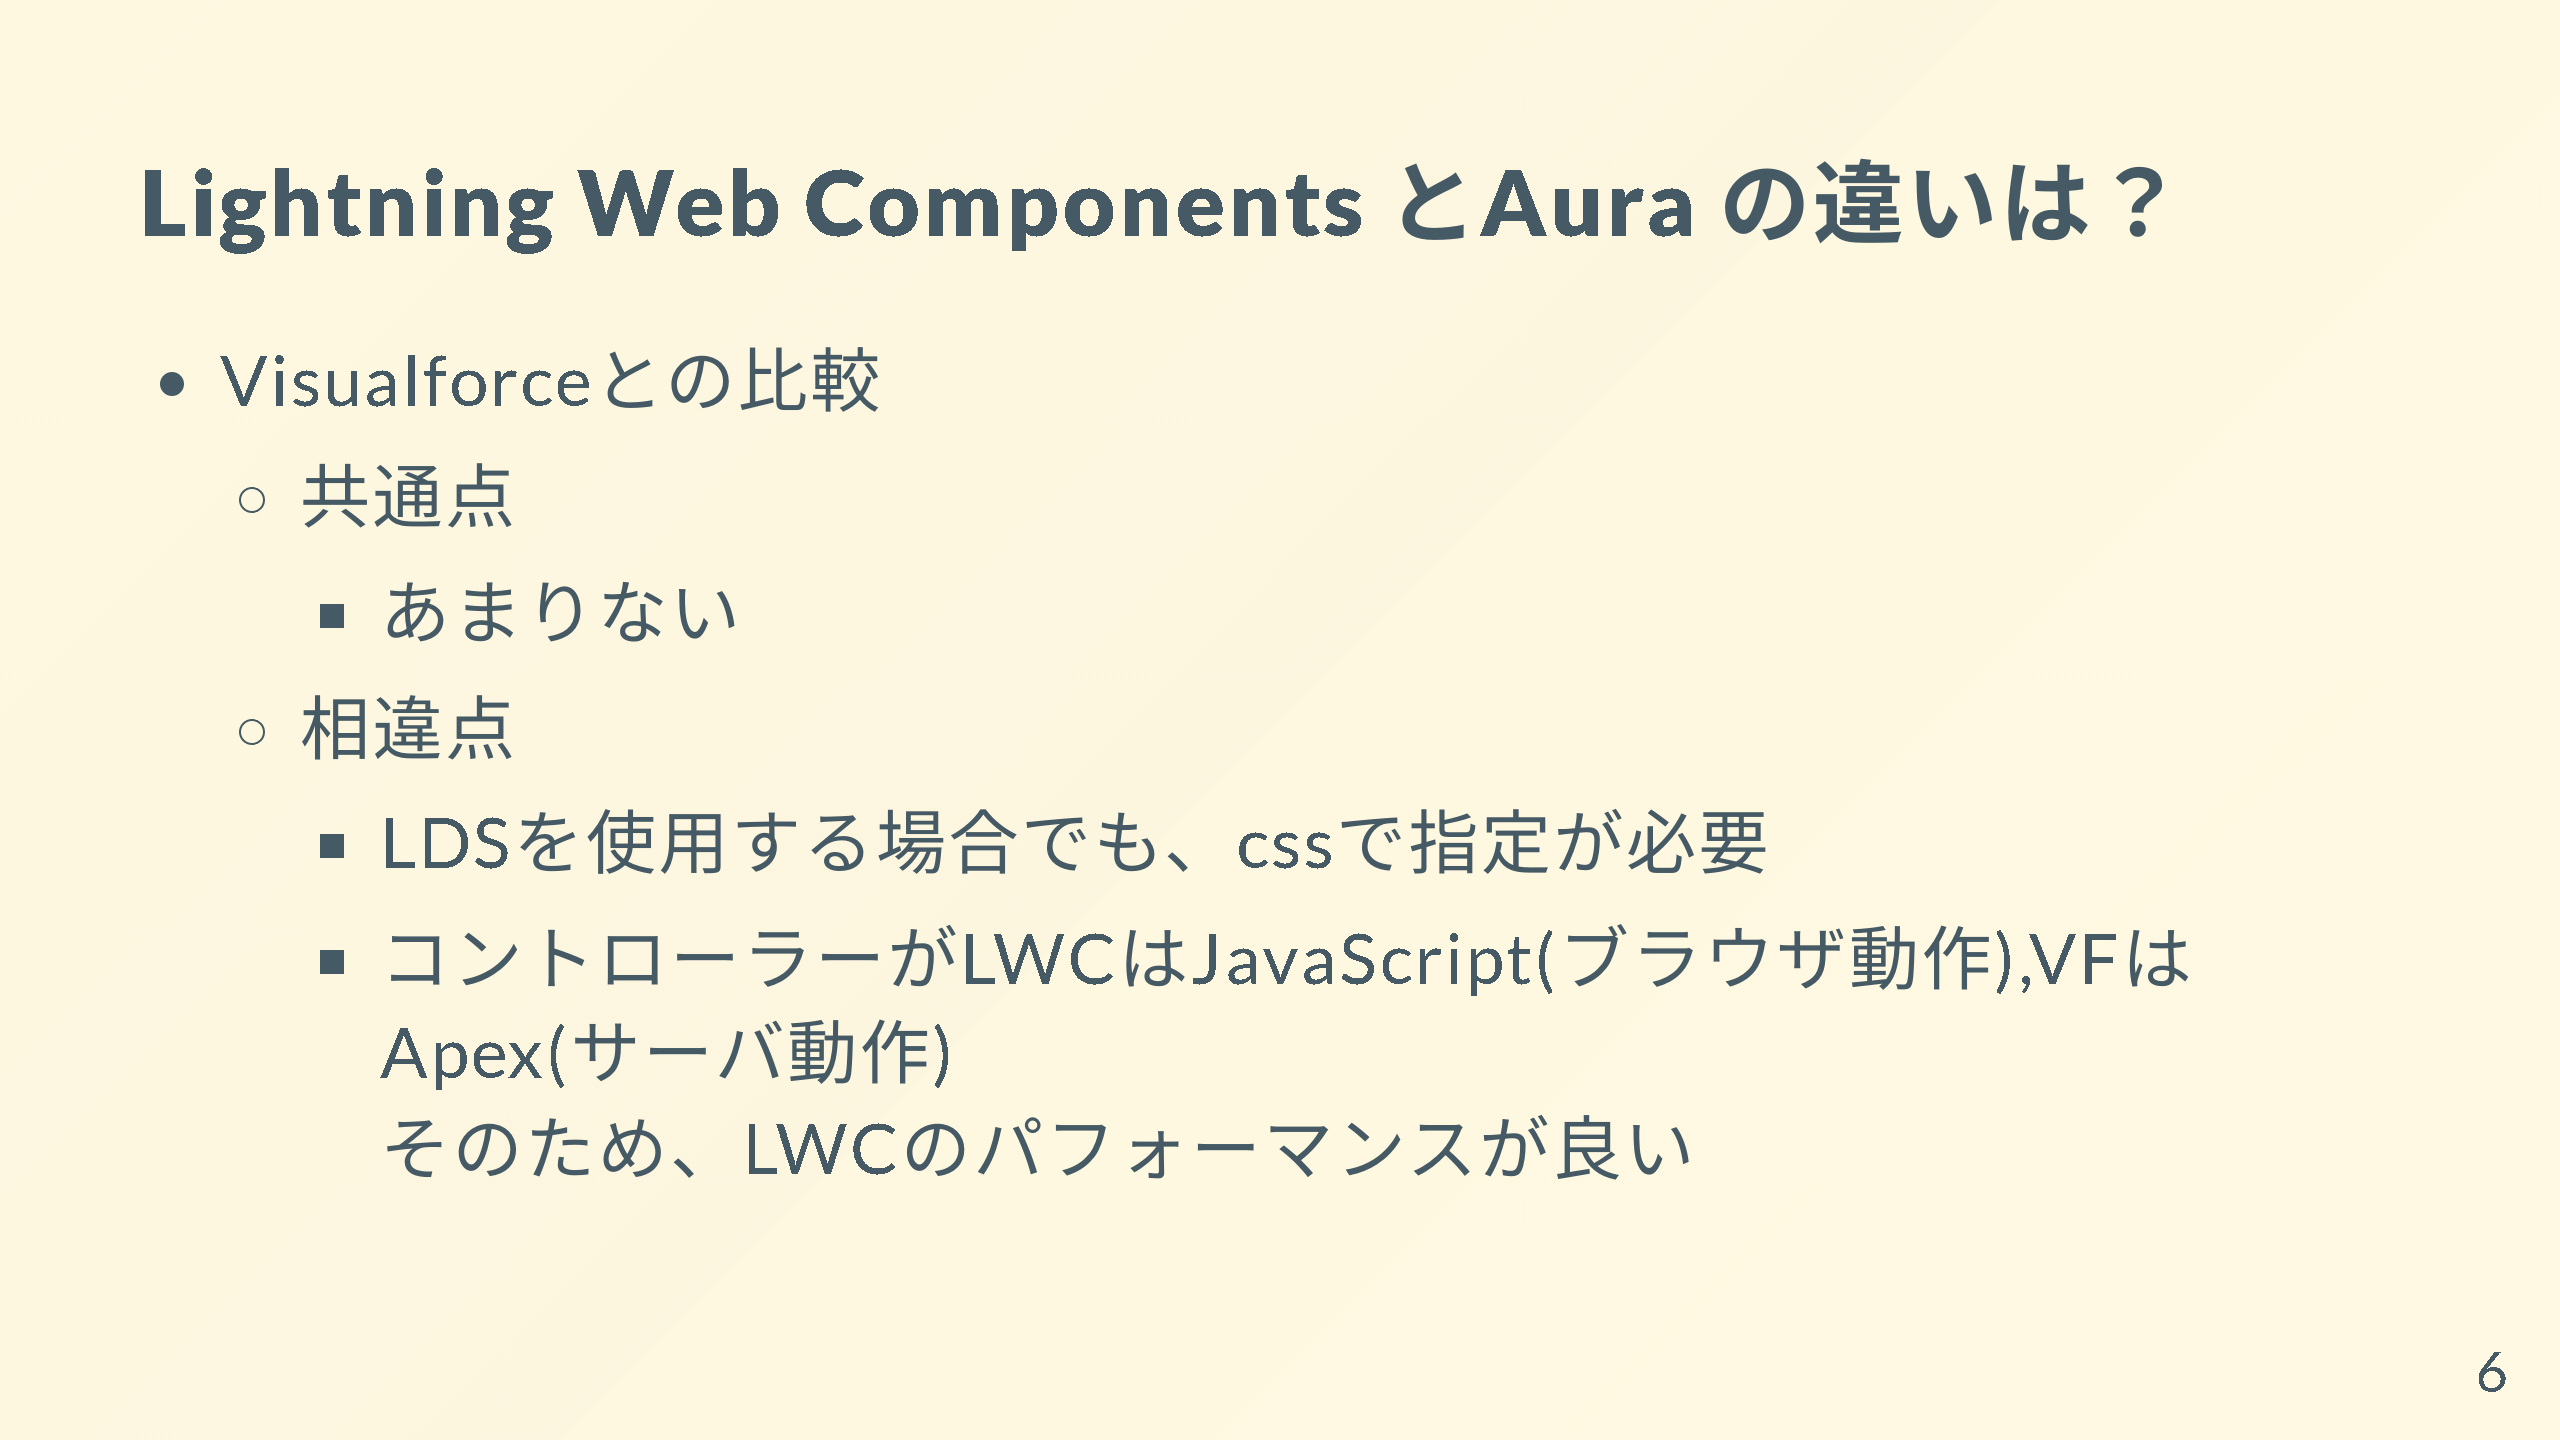 Lightning Web Components とAura の違いは？
Visualforceとの比較
共通点
あまりない
相違点
LDSを使用する場合でも、cssで指定が必要
コントローラーがLWCはJavaScript(ブラウザ動作),VFは
Apex(サーバ動作)
そのため、LWCのパフォーマンスが良い
6